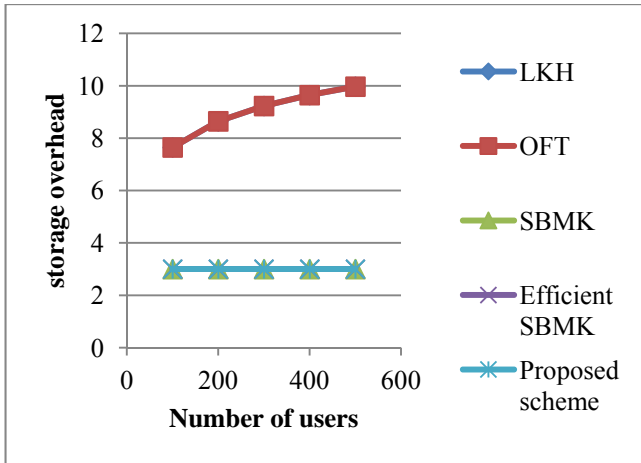 12
10
8
6
4
2
0
0
200
400
600
storage overhead
Number of users
LKH
OFT
SBMK
Efficient
SBMK
Proposed
scheme